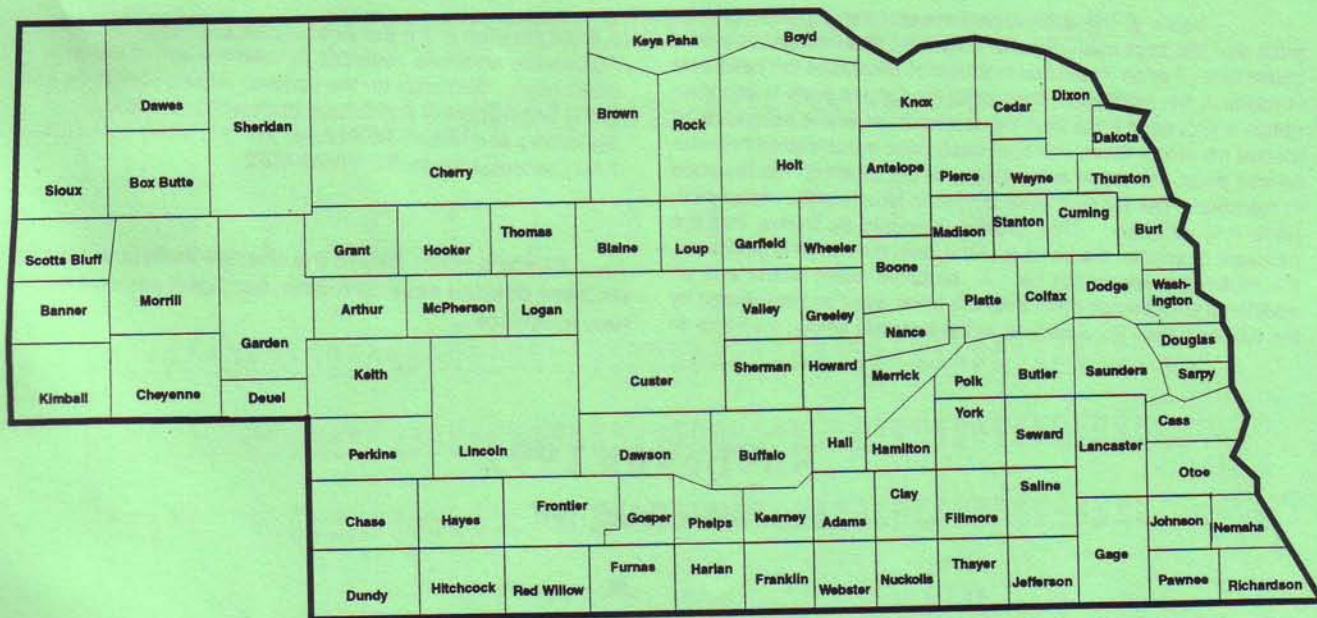 Keya Paha
Boyd
Dawes
Sheridan
Brown
Rock
Knox
Cedar
Dixon
Dakota
Sioux
Box Butte
Cherry
Holt
Antelope
Pierce
Wayne
Thurston
Scotts Bluff
Grant
Hooker
Thomas
Blaine
Loup
Garfield
Wheeler
Boone
Madison
Stanton
Cuming
Burt
Banner
Morrill
Garden
Arthur
McPherson
Logan
Valley
Greeley
Nance
Platte
Colfax
Dodge
Wash-
ington
Douglas
Sarpy
Kimball
Cheyenne
Deuel
Keith
Custer
Sherman
Howard
Merrick
Polk
Butler
Saunders
Cass
Perkins
Lincoln
Dawson
Buffalo
Hall
Hamilton
York
Seward
Lancaster
Otoe
Chase
Hayes
Frontier
Gosper
Phelps
Kearney
Adams
Clay
Fillmore
Saline
Johnson
Nemaha
Dundy
Hitchcock
Red Willow
Furnas
Harlan
Franklin
Webster
Nuckolls
Thayer
Jefferson
Gage
Pawnee
Richardson